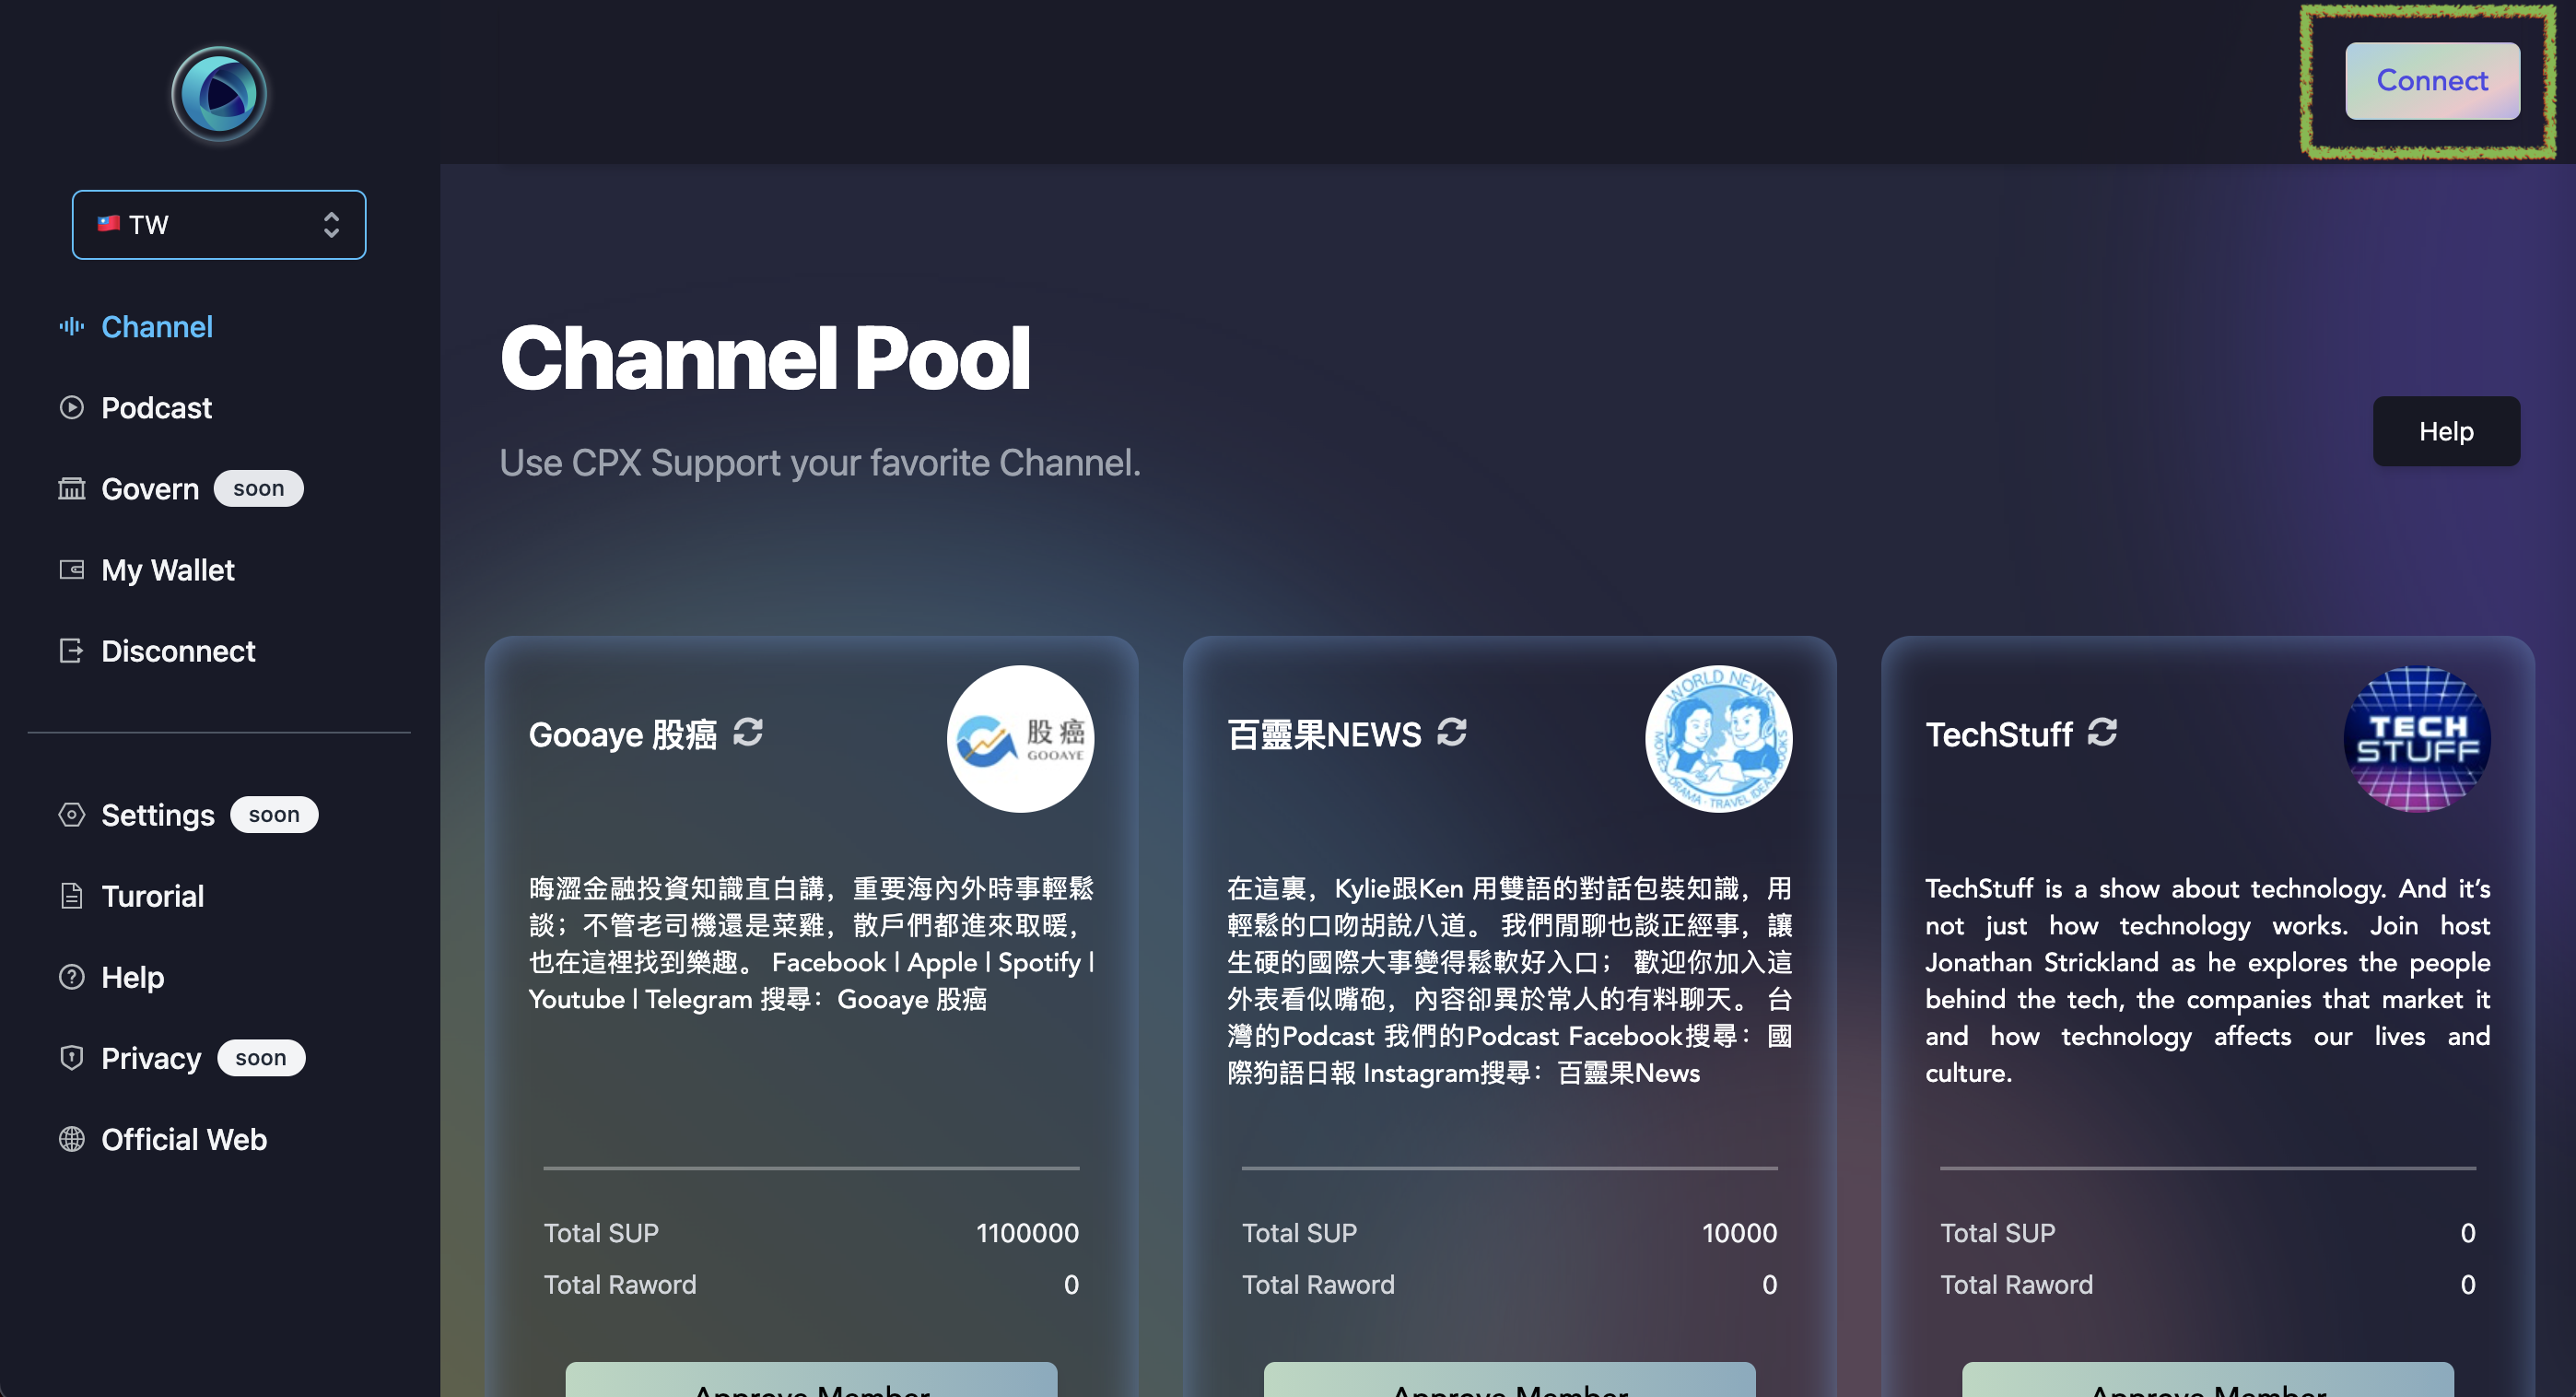 Connect
TW
Channel
Podcast
Govern soon
My Wallet
Disconnect
Settings soon
Turorial
Help
Privacy soon
Official Web
Channel Pool
Use CPX Support your favorite Channel.
Help
Gooaye 股癌
股癌
GOOAYE
晦澀金融投資知識直白講，重要海內外時事輕鬆
談；不管老司機還是菜雞，散戶們都進來取暖，
也在這裡找到樂趣。 Facebook | Apple | Spotify |
Youtube | Telegram 搜尋：Gooaye 股癌
Total SUP 1100000
Total Raword 0
Approve Member
百靈果NEWS
WORLD NEWS
MOVIES·DRAMA·TRAVEL IDEAS BOOKS
在這裏，Kylie跟Ken 用雙語的對話包裝知識，用
輕鬆的口吻胡說八道。 我們閒聊也談正經事，讓
生硬的國際大事變得鬆軟好入口； 歡迎你加入這
外表看似嘴砲，內容卻異於常人的有料聊天。 台
灣的Podcast 我們的Podcast Facebook搜尋：國
際狗語日報 Instagram搜尋：百靈果News
Total SUP 10000
Total Raword 0
Approve Member
TechStuff
TECH
STUFF
TechStuff is a show about technology. And it’s
not just how technology works. Join host
Jonathan Strickland as he explores the people
behind the tech, the companies that market it
and how technology affects our lives and
culture.
Total SUP 0
Total Raword 0
Approve Member